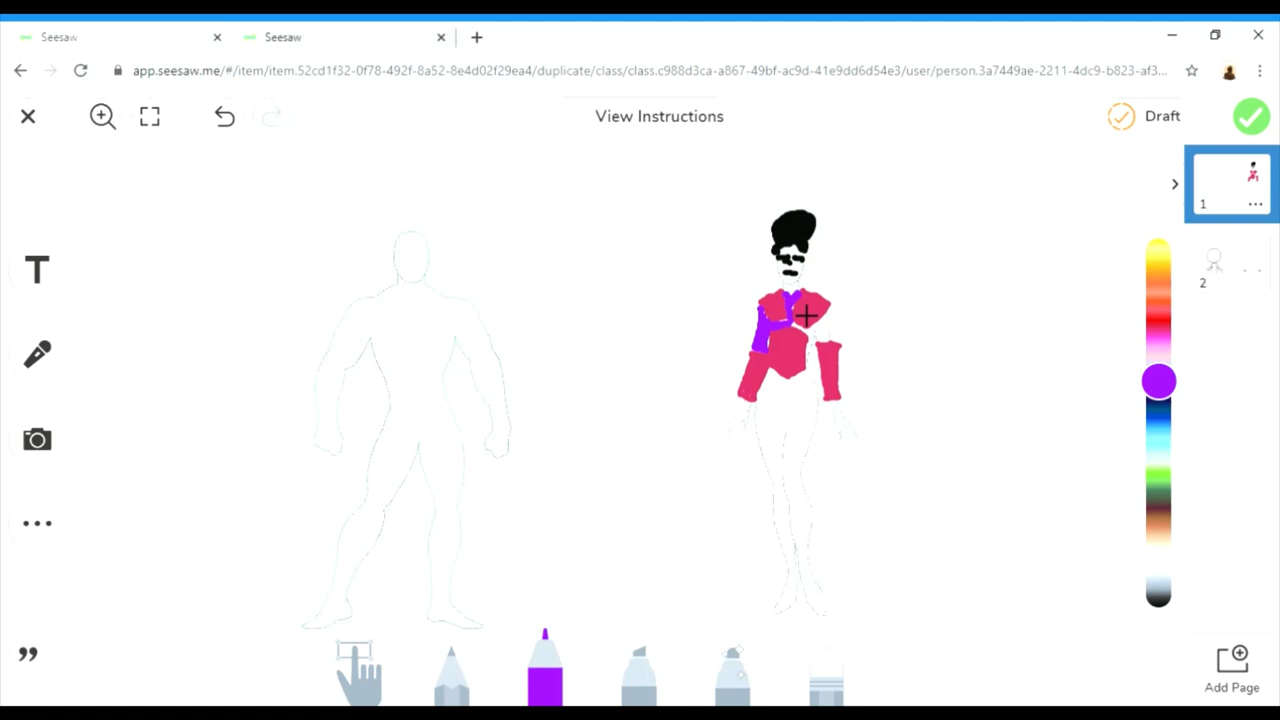 Seesaw
Seesaw
app.seesaw.me/#/item/item.52cd1f32-0f78-492f-8a52-8e4d02f29ea4/duplicate/class/class.c988d3ca-a867-49bf-ac9d-41e9dd6d54e3/user/person.3a7449ae-2211-4dc9-b823-af3...
View Instructions
Draft
1
2
T
Add Page